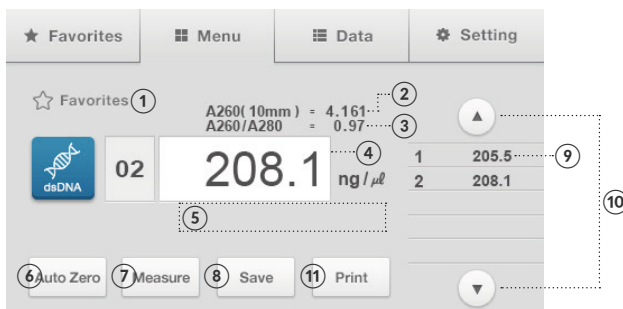 Favorites Menu Data Setting
Favorites ①
A260( 10mm ) = 4.161 ②
A260/A280 = 0.97 ③
dsDNA 02 208.1 ng/㎕ ④
⑤
▲
1 205.5 ⑨
2 208.1
⑩
⑥ Auto Zero ⑦ Measure ⑧ Save ⑪ Print
▼